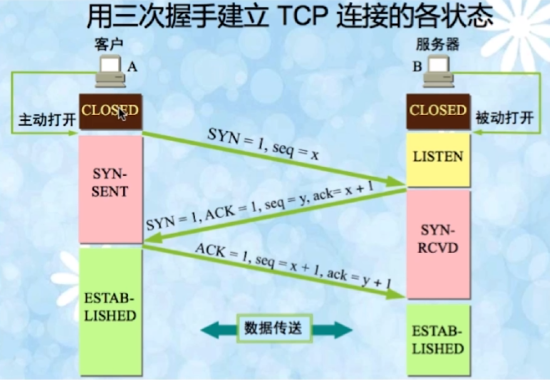 用三次握手建立 TCP 连接的各状态
客户
服务器
A
B
CLOSED
CLOSED
主动打开
被动打开
SYN = 1, seq = x
LISTEN
SYN-
SENT
SYN = 1, ACK = 1, seq = y, ack= x + 1
SYN-
RCVD
ACK = 1, seq = x + 1, ack = y + 1
ESTAB-
LISHED
数据传送
ESTAB-
LISHED